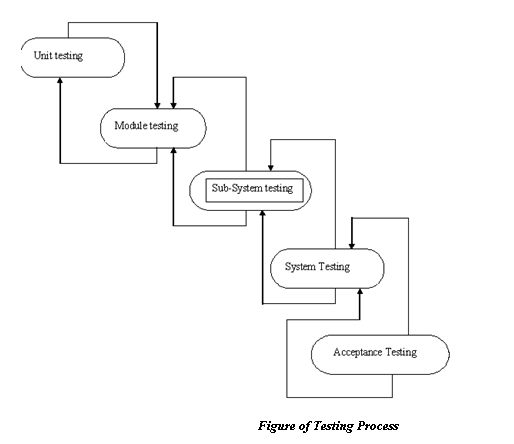 Unit testing
Module testing
Sub-System testing
System Testing
Acceptance Testing
Figure of Testing Process